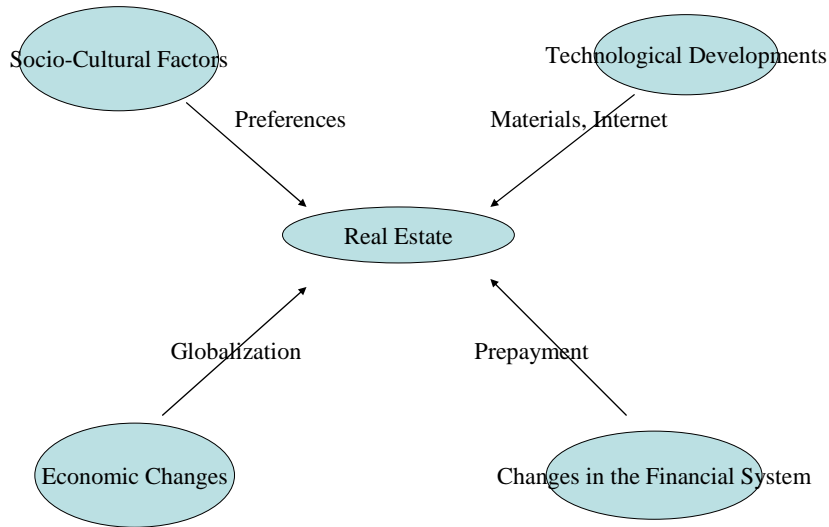 Socio-Cultural Factors
Technological Developments
Preferences
Materials, Internet
Real Estate
Globalization
Prepayment
Economic Changes
Changes in the Financial System